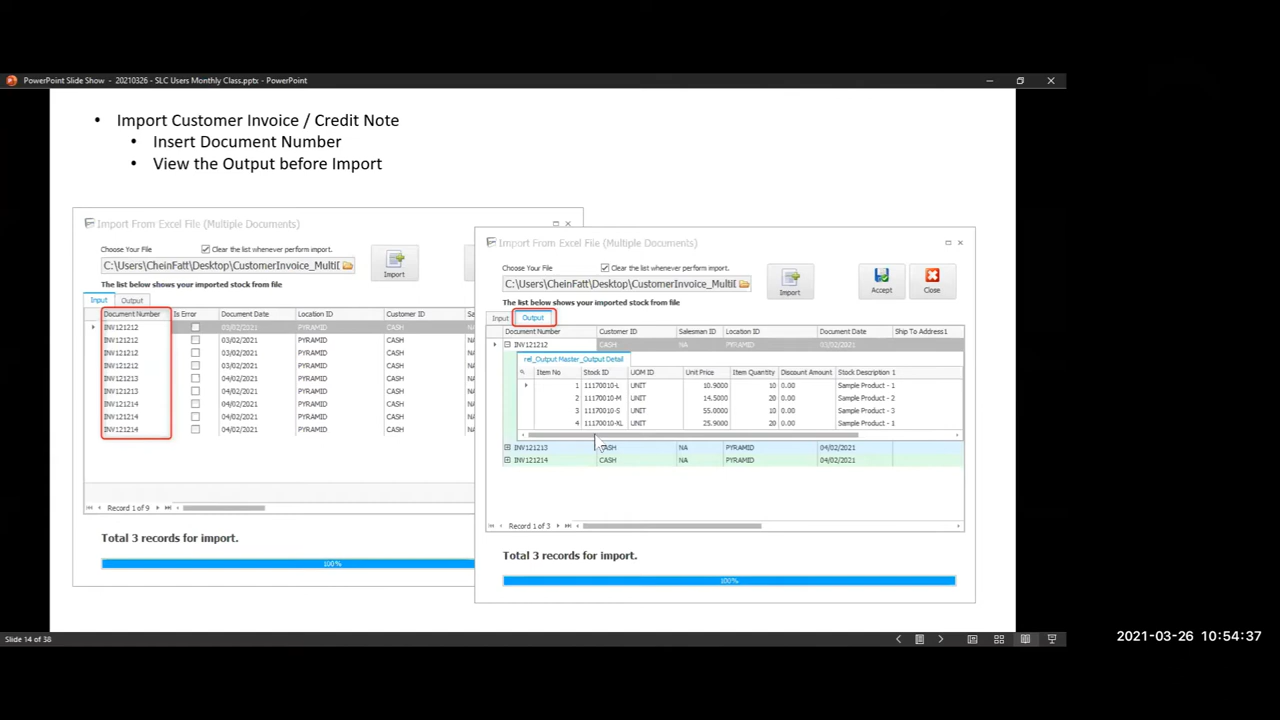 PowerPoint Slide Show - 20210326 - SLC Users Monthly Class.pptx - PowerPoint
• Import Customer Invoice / Credit Note
• Insert Document Number
• View the Output before Import
Import From Excel File (Multiple Documents)
Choose Your File
Clear the list whenever perform import.
C:\Users\CheinFatt\Desktop\CustomerInvoice_Multi
Import
The list below shows your imported stock from file
Input Output
Document Number Is Error Document Date Location ID Customer ID
INV121212 03/02/2021 PYRAMID CASH
INV121212 03/02/2021 PYRAMID CASH
INV121212 03/02/2021 PYRAMID CASH
INV121212 03/02/2021 PYRAMID CASH
INV121213 04/02/2021 PYRAMID CASH
INV121213 04/02/2021 PYRAMID CASH
INV121214 04/02/2021 PYRAMID CASH
INV121214 04/02/2021 PYRAMID CASH
INV121214 04/02/2021 PYRAMID CASH
Record 1 of 9
Total 3 records for import.
100%
Import From Excel File (Multiple Documents)
Choose Your File
Clear the list whenever perform import.
C:\Users\CheinFatt\Desktop\CustomerInvoice_Multi
Import
Accept
Close
The list below shows your imported stock from file
Input Output
Document Number Customer ID Salesman ID Location ID Document Date Ship To Address1
INV121212 CASH NA PYRAMID 03/02/2021
rel_Output Master_Output Detail
Item No Stock ID UOM ID Unit Price Item Quantity Discount Amount Stock Description 1
1 11170010-L UNIT 10.9000 10 0.00 Sample Product - 1
2 11170010-M UNIT 14.5000 20 0.00 Sample Product - 2
3 11170010-S UNIT 55.0000 10 0.00 Sample Product - 3
4 11170010-XL UNIT 25.9000 20 0.00 Sample Product - 4
INV121213 CASH NA PYRAMID 04/02/2021
INV121214 CASH NA PYRAMID 04/02/2021
Record 1 of 3
Total 3 records for import.
100%
Slide 14 of 38
2021-03-26 10:54:37